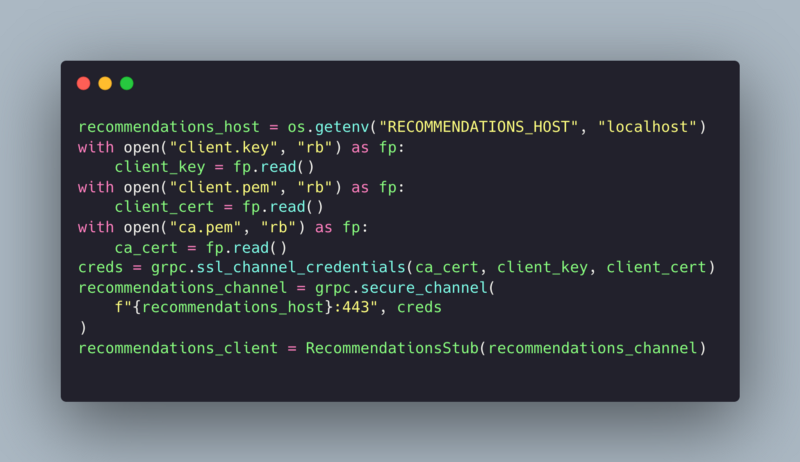 recommendations_host = os.getenv("RECOMMENDATIONS_HOST", "localhost")
with open("client.key", "rb") as fp:
    client_key = fp.read()
with open("client.pem", "rb") as fp:
    client_cert = fp.read()
with open("ca.pem", "rb") as fp:
    ca_cert = fp.read()
creds = grpc.ssl_channel_credentials(ca_cert, client_key, client_cert)
recommendations_channel = grpc.secure_channel(
    f"{recommendations_host}:443", creds
)
recommendations_client = RecommendationsStub(recommendations_channel)